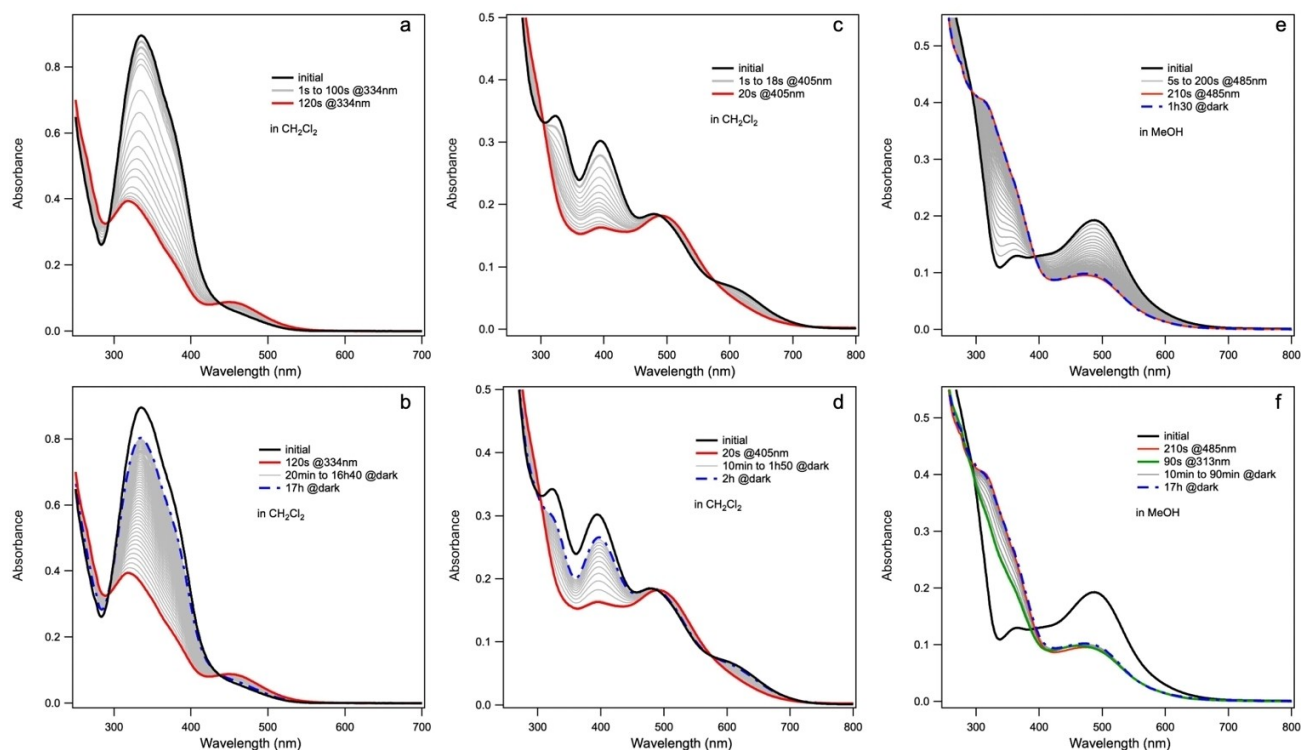 a
0.8
0.6
0.4
0.2
0.0
Absorbance
initial
1s to 100s @334nm
120s @334nm
in CH2Cl2
300 400 500 600 700
Wavelength (nm)
c
0.5
0.4
0.3
0.2
0.1
0.0
Absorbance
initial
1s to 18s @405nm
20s @405nm
in CH2Cl2
300 400 500 600 700 800
Wavelength (nm)
e
0.5
0.4
0.3
0.2
0.1
0.0
Absorbance
initial
5s to 200s @485nm
210s @485nm
1h30 @dark
in MeOH
300 400 500 600 700 800
Wavelength (nm)
b
0.8
0.6
0.4
0.2
0.0
Absorbance
initial
120s @334nm
20min to 16h40 @dark
17h @dark
in CH2Cl2
300 400 500 600 700
Wavelength (nm)
d
0.5
0.4
0.3
0.2
0.1
0.0
Absorbance
initial
20s @405nm
10min to 1h50 @dark
2h @dark
in CH2Cl2
300 400 500 600 700 800
Wavelength (nm)
f
0.5
0.4
0.3
0.2
0.1
0.0
Absorbance
initial
210s @485nm
90s @313nm
10min to 90min @dark
17h @dark
in MeOH
300 400 500 600 700 800
Wavelength (nm)